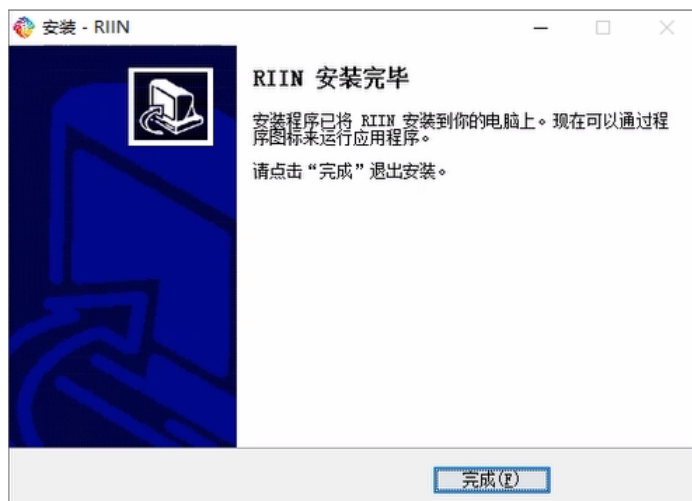 安装 - RIIN
RIIN 安装完毕
安装程序已将 RIIN 安装到你的电脑上。现在可以通过程
序图标来运行应用程序。
请点击“完成”退出安装。
完成(F)